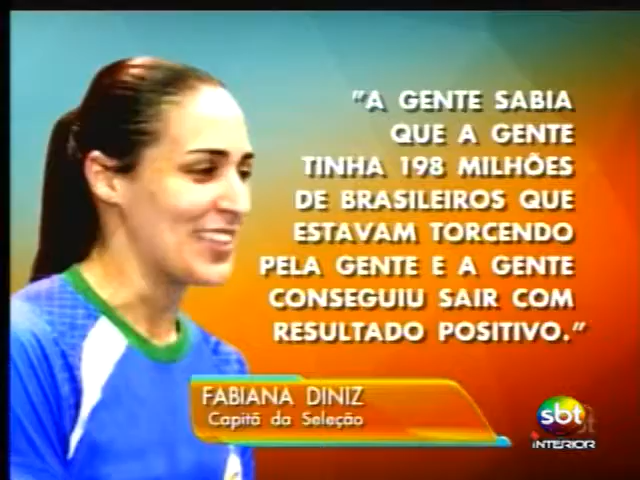 "A GENTE SABIA
QUE A GENTE
TINHA 198 MILHÕES
DE BRASILEIROS QUE
ESTAVAM TORCENDO
PELA GENTE E A GENTE
CONSEGUIU SAIR COM
RESULTADO POSITIVO."
FABIANA DINIZ
Capitã da Seleção
sbt
INTERIOR